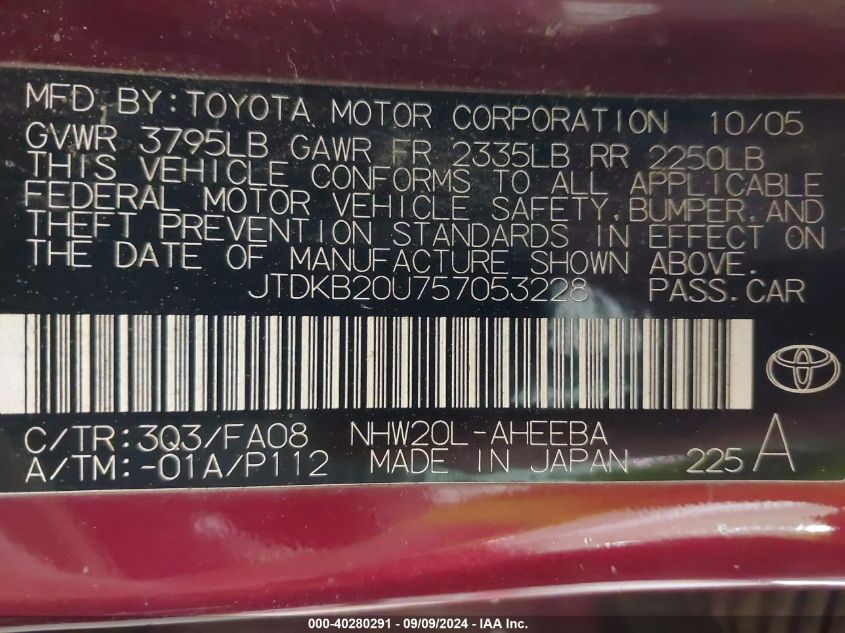 MFD. BY: TOYOTA MOTOR CORPORATION 10/05
GVWR 3795LB GAWR FR 2335LB RR 2250LB
THIS VEHICLE CONFORMS TO ALL APPLICABLE
FEDERAL MOTOR VEHICLE SAFETY, BUMPER, AND
THEFT PREVENTION STANDARDS IN EFFECT ON
THE DATE OF MANUFACTURE SHOWN ABOVE.
JTDKB20U757053228 PASS. CAR
C/TR: 3Q3/FA08 NHW20L-AHEEBA
A/TM: -01A/P112 MADE IN JAPAN 225 A
000-40280291 - 09/09/2024 - IAA Inc.